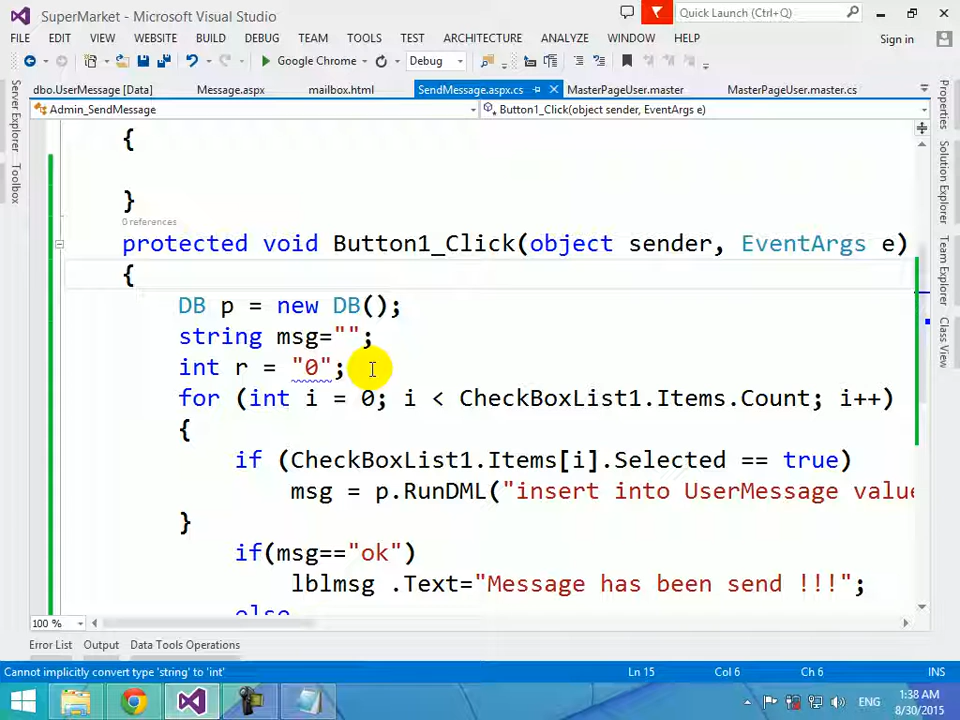 SuperMarket - Microsoft Visual Studio
Quick Launch (Ctrl+Q)
FILE EDIT VIEW WEBSITE BUILD DEBUG TEAM TOOLS TEST ARCHITECTURE ANALYZE WINDOW HELP Sign in
Google Chrome Debug
dbo.UserMessage [Data] Message.aspx mailbox.html SendMessage.aspx.cs MasterPageUser.master MasterPageUser.master.cs
Admin_SendMessage Button1_Click(object sender, EventArgs e)
Server Explorer
Toolbox
Properties
Solution Explorer
Team Explorer
Class View
{
}
0 references
protected void Button1_Click(object sender, EventArgs e)
{
DB p = new DB();
string msg="";
int r = "0";
for (int i = 0; i < CheckBoxList1.Items.Count; i++)
{
if (CheckBoxList1.Items[i].Selected == true)
msg = p.RunDML("insert into UserMessage value
}
if(msg=="ok")
lblmsg .Text="Message has been send !!!";
else
100 %
Error List Output Data Tools Operations
Cannot implicitly convert type 'string' to 'int' Ln 15 Col 6 Ch 6 INS
ENG
1:38 AM
8/30/2015